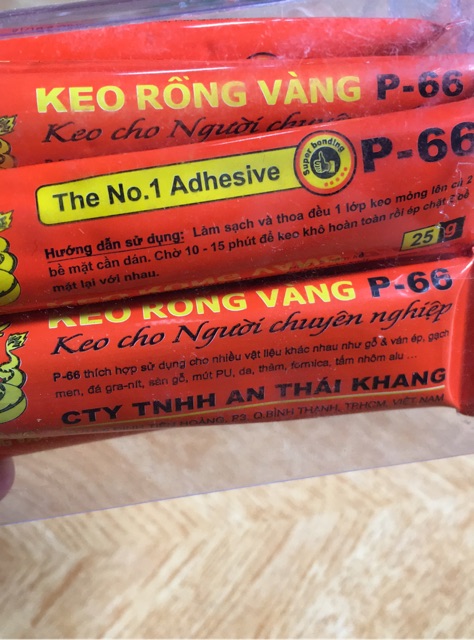 KEO RỒNG VÀNG P-66
Keo cho Người
The No.1 Adhesive
Super bonding
P-66
Hướng dẫn sử dụng: Làm sạch và thoa đều 1 lớp keo mỏng lên cả 2
bề mặt cần dán. Chờ 10 - 15 phút để keo khô hoàn toàn rồi ép chặt 2 bề
mặt lại với nhau.
25 g
KEO RỒNG VÀNG P-66
Keo cho Người chuyên nghiệp
P-66 thích hợp sử dụng cho nhiều vật liệu khác nhau như gỗ & ván ép, gạch
men, đá gra-nít, sàn gỗ, mút PU, da, thảm, formica, tấm nhôm alu ...
CTY TNHH AN THÁI KHANG
HOÀNG, P2, Q.BÌNH THẠNH, TP.HCM, VIỆT NAM